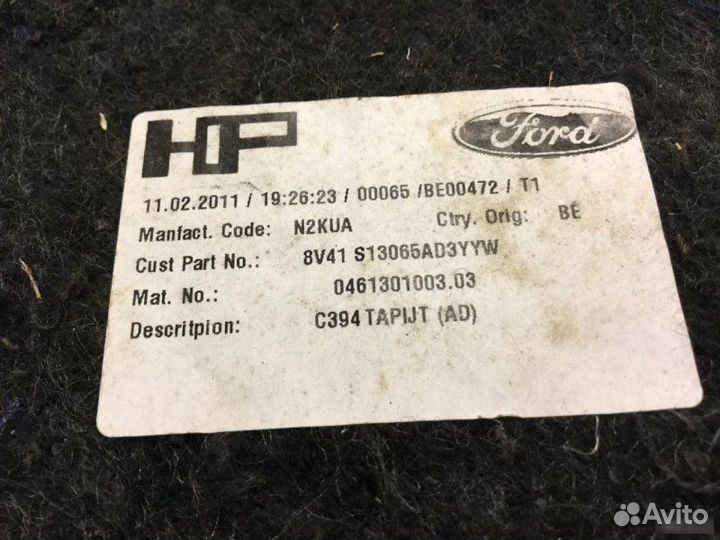 HP
Ford
11.02.2011 / 19:26:23 / 00065 /BE00472 / T1
Manfact. Code: N2KUA Ctry. Orig: BE
Cust Part No.: 8V41 S13065AD3YYW
Mat. No.: 0461301003.03
Descritpion: C394 TAPIJT (AD)
Avito